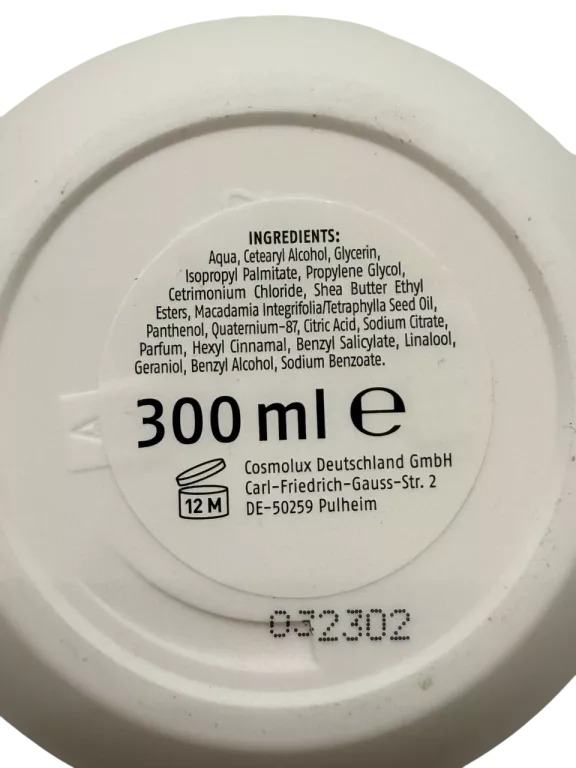 INGREDIENTS:
Aqua, Cetearyl Alcohol, Glycerin,
Isopropyl Palmitate, Propylene Glycol,
Cetrimonium Chloride, Shea Butter Ethyl
Esters, Macadamia Integrifolia/Tetraphylla Seed Oil,
Panthenol, Quaternium-87, Citric Acid, Sodium Citrate,
Parfum, Hexyl Cinnamal, Benzyl Salicylate, Linalool,
Geraniol, Benzyl Alcohol, Sodium Benzoate.
300 ml ℮
12 M
Cosmolux Deutschland GmbH
Carl-Friedrich-Gauss-Str. 2
DE-50259 Pulheim
032302